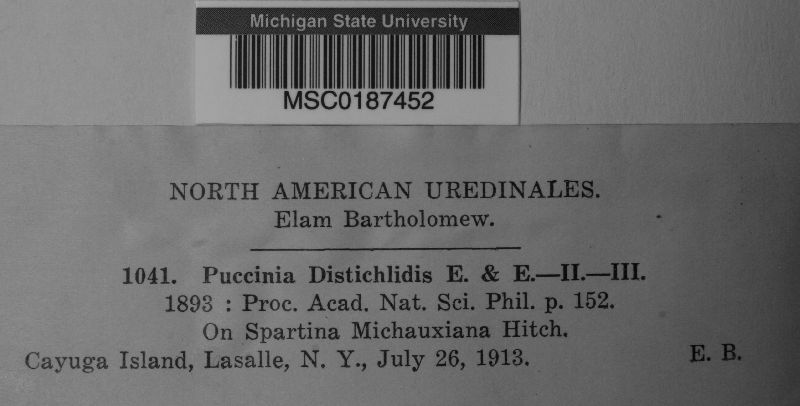 Michigan State University
MSC0187452
NORTH AMERICAN UREDINALES.
Elam Bartholomew.
1041. Puccinia Distichlidis E. & E.—II.—III.
1893 : Proc. Acad. Nat. Sci. Phil. p. 152.
On Spartina Michauxiana Hitch.
Cayuga Island, Lasalle, N. Y., July 26, 1913. E. B.